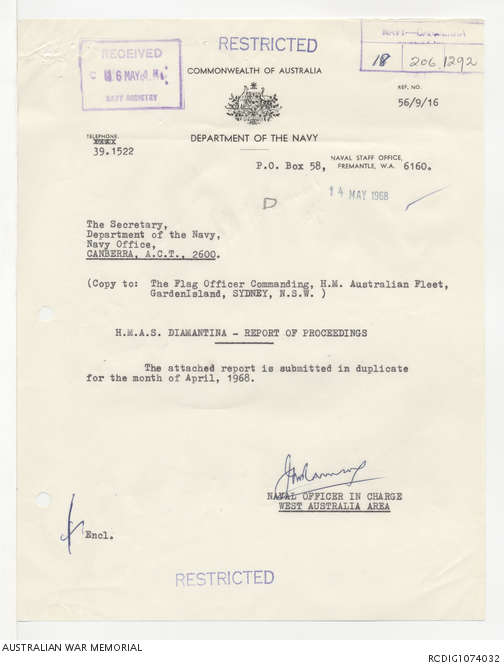 RESTRICTED
RECEIVED
NAVY REGISTRY
18 206 1292
COMMONWEALTH OF AUSTRALIA
REF. NO.
56/9/16
DEPARTMENT OF THE NAVY
TELEPHONE
39.1522
P.O. Box 58, NAVAL STAFF OFFICE,
FREMANTLE, W.A. 6160.
14 MAY 1968
The Secretary,
Department of the Navy,
Navy Office,
CANBERRA, A.C.T., 2600.
(Copy to: The Flag Officer Commanding, H.M. Australian Fleet,
GardenIsland, SYDNEY, N.S.W. )
H.M.A.S. DIAMANTINA - REPORT OF PROCEEDINGS
The attached report is submitted in duplicate
for the month of April, 1968.
NAVAL OFFICER IN CHARGE
WEST AUSTRALIA AREA
Encl.
RESTRICTED
AUSTRALIAN WAR MEMORIAL
RCDIG1074032